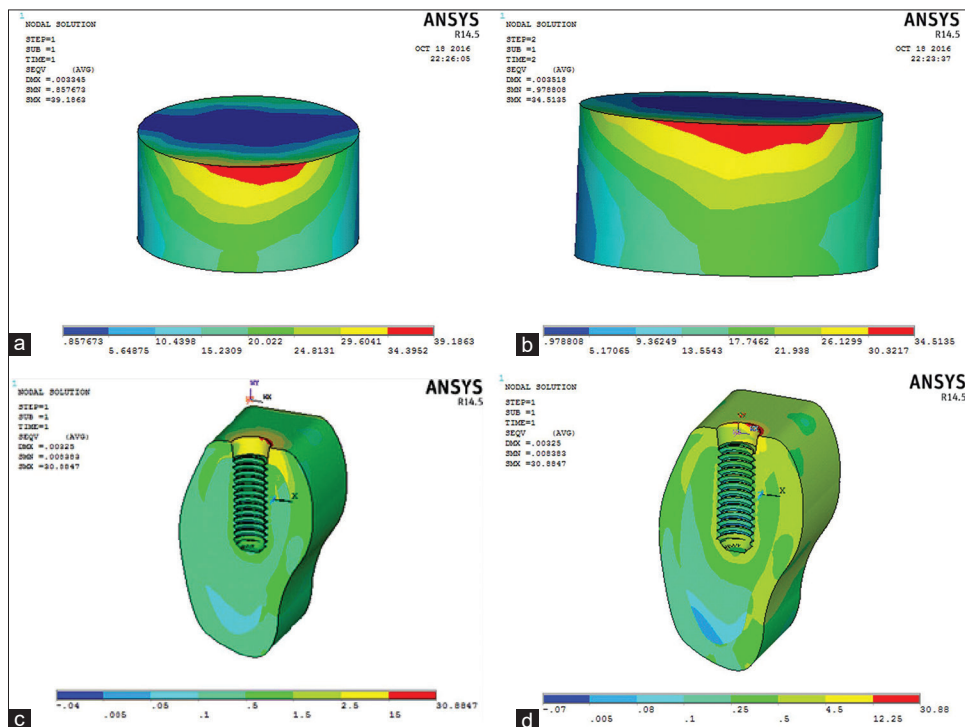 1
NODAL SOLUTION
STEP=1
SUB =1
TIME=1
SEQV (AVG)
DMX =.003345
SMN =.857673
SMX =39.1863
ANSYS
R14.5
OCT 18 2016
22:26:05
.857673 10.4398 20.022 29.6041 39.1863
5.64875 15.2309 24.8131 34.3952
a
1
NODAL SOLUTION
STEP=2
SUB =1
TIME=2
SEQV (AVG)
DMX =.003518
SMN =.978808
SMX =34.5135
ANSYS
R14.5
OCT 18 2016
22:23:37
.978808 9.36249 17.7462 26.1299 34.5135
5.17065 13.5543 21.938 30.3217
b
1
NODAL SOLUTION
STEP=1
SUB =1
TIME=1
SEQV (AVG)
DMX =.00325
SMN =.008383
SMX =30.8847
ANSYS
R14.5
X
-.04 .05 .5 2.5 30.8847
.005 .1 1.5 15
c
1
NODAL SOLUTION
STEP=1
SUB =1
TIME=1
SEQV (AVG)
DMX =.00325
SMN =.008383
SMX =30.8847
ANSYS
R14.5
X
-.07 .08 .25 4.5 30.88
.005 .1 .5 12.25
d